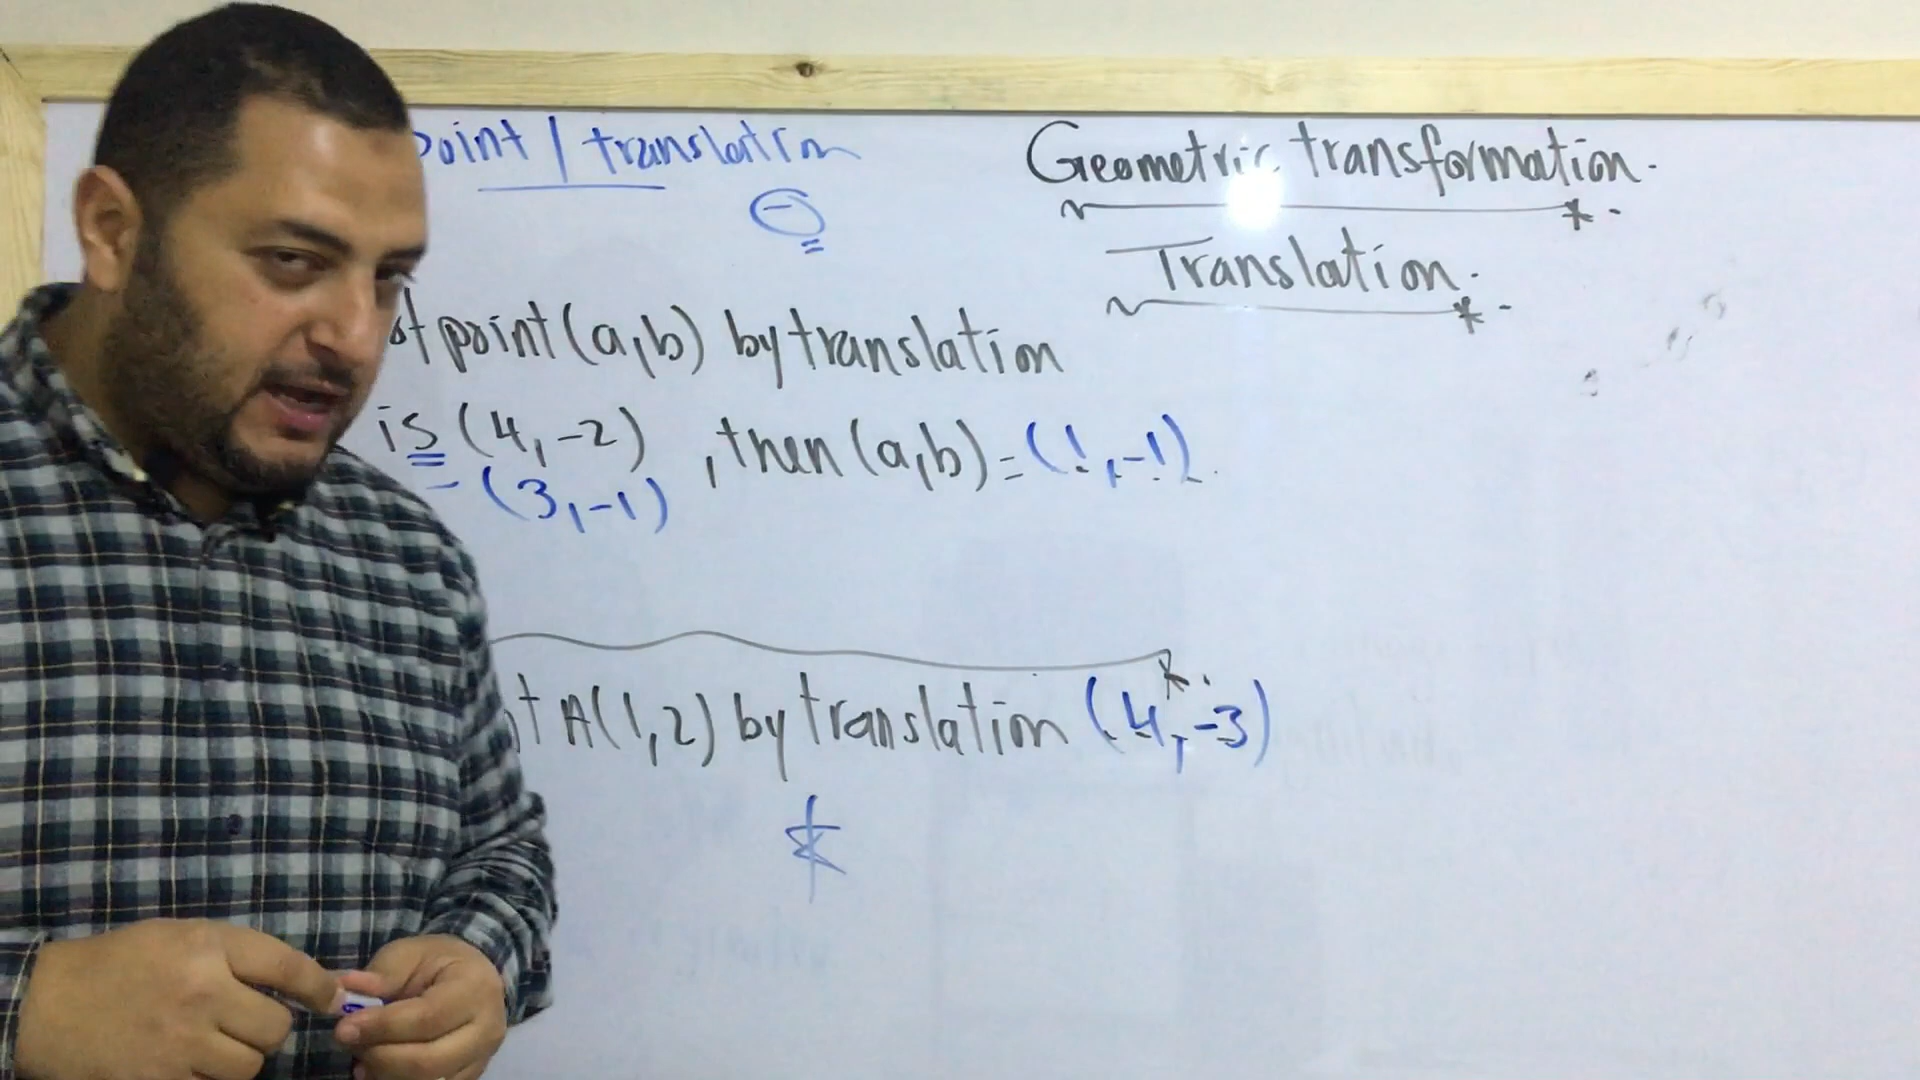 point / translation
Geometric transformation.
Translation.
of point (a,b) by translation
is (4,-2) , then (a,b) = (1,-1).
= (3,-1)
A(1,2) by translation (4,-3)